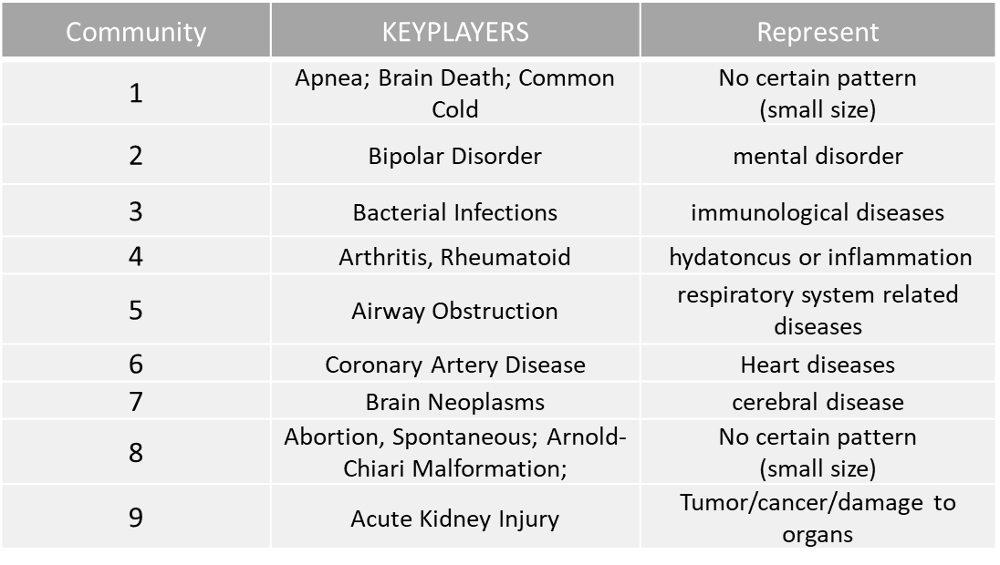 Community KEYPLAYERS Represent
1 Apnea; Brain Death; Common Cold No certain pattern (small size)
2 Bipolar Disorder mental disorder
3 Bacterial Infections immunological diseases
4 Arthritis, Rheumatoid hydatoncus or inflammation
5 Airway Obstruction respiratory system related diseases
6 Coronary Artery Disease Heart diseases
7 Brain Neoplasms cerebral disease
8 Abortion, Spontaneous; Arnold-Chiari Malformation; No certain pattern (small size)
9 Acute Kidney Injury Tumor/cancer/damage to organs